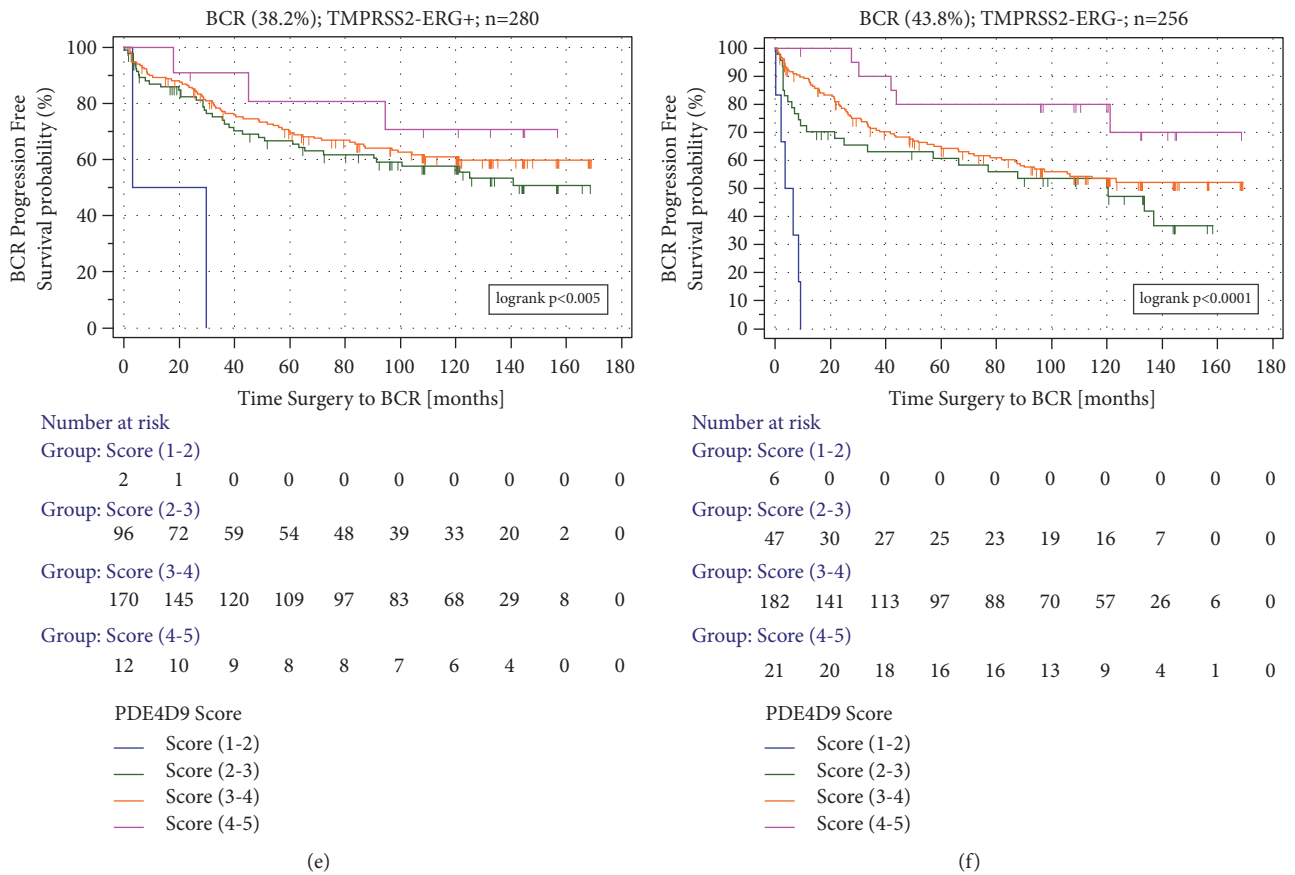 BCR (38.2%); TMPRSS2-ERG+; n=280
BCR Progression Free
Survival probability (%)
100
80
60
40
20
0
logrank p<0.005
0 20 40 60 80 100 120 140 160 180
Time Surgery to BCR [months]
Number at risk
Group: Score (1-2)
2 1 0 0 0 0 0 0 0 0
Group: Score (2-3)
96 72 59 54 48 39 33 20 2 0
Group: Score (3-4)
170 145 120 109 97 83 68 29 8 0
Group: Score (4-5)
12 10 9 8 8 7 6 4 0 0
PDE4D9 Score
Score (1-2)
Score (2-3)
Score (3-4)
Score (4-5)
(e)
BCR (43.8%); TMPRSS2-ERG-; n=256
BCR Progression Free
Survival probability (%)
100
90
80
70
60
50
40
30
20
10
0
logrank p<0.0001
0 20 40 60 80 100 120 140 160 180
Time Surgery to BCR [months]
Number at risk
Group: Score (1-2)
6 0 0 0 0 0 0 0 0 0
Group: Score (2-3)
47 30 27 25 23 19 16 7 0 0
Group: Score (3-4)
182 141 113 97 88 70 57 26 6 0
Group: Score (4-5)
21 20 18 16 16 13 9 4 1 0
PDE4D9 Score
Score (1-2)
Score (2-3)
Score (3-4)
Score (4-5)
(f)